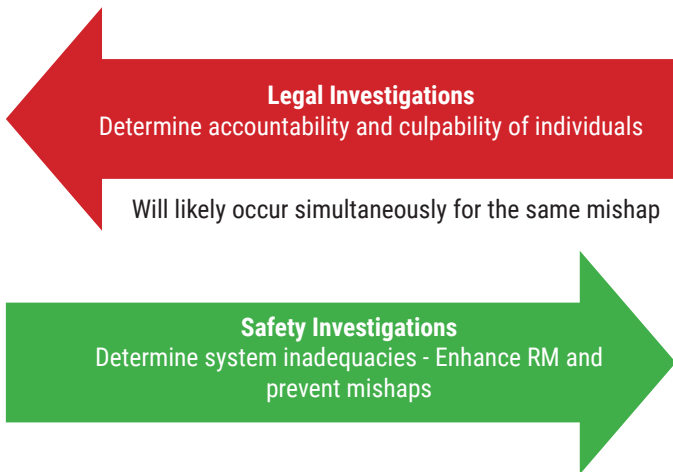 Legal Investigations
Determine accountability and culpability of individuals
Will likely occur simultaneously for the same mishap
Safety Investigations
Determine system inadequacies - Enhance RM and
prevent mishaps